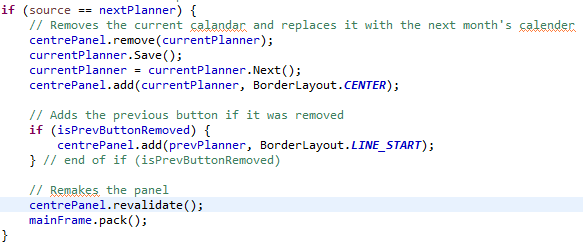 if (source == nextPlanner) {
// Removes the current calandar and replaces it with the next month's calender
centrePanel.remove(currentPlanner);
currentPlanner.Save();
currentPlanner = currentPlanner.Next();
centrePanel.add(currentPlanner, BorderLayout.CENTER);
// Adds the previous button if it was removed
if (isPrevButtonRemoved) {
centrePanel.add(prevPlanner, BorderLayout.LINE_START);
} // end of if (isPrevButtonRemoved)
// Remakes the panel
centrePanel.revalidate();
mainFrame.pack();
}